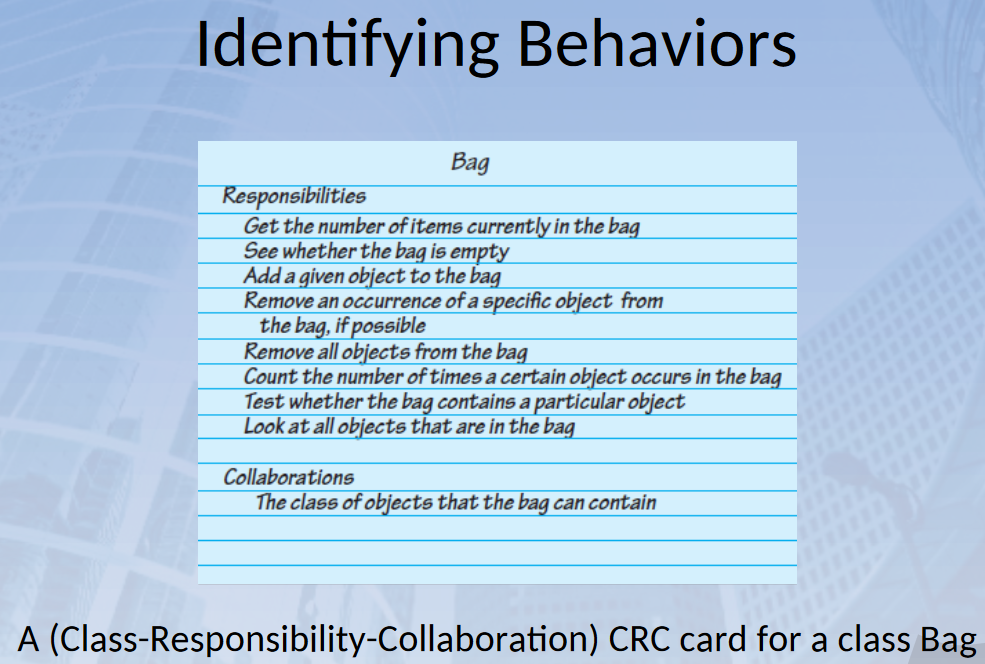 Identifying Behaviors
Bag
Responsibilities
Get the number of items currently in the bag
See whether the bag is empty
Add a given object to the bag
Remove an occurrence of a specific object from
the bag, if possible
Remove all objects from the bag
Count the number of times a certain object occurs in the bag
Test whether the bag contains a particular object
Look at all objects that are in the bag
Collaborations
The class of objects that the bag can contain
A (Class-Responsibility-Collaboration) CRC card for a class Bag